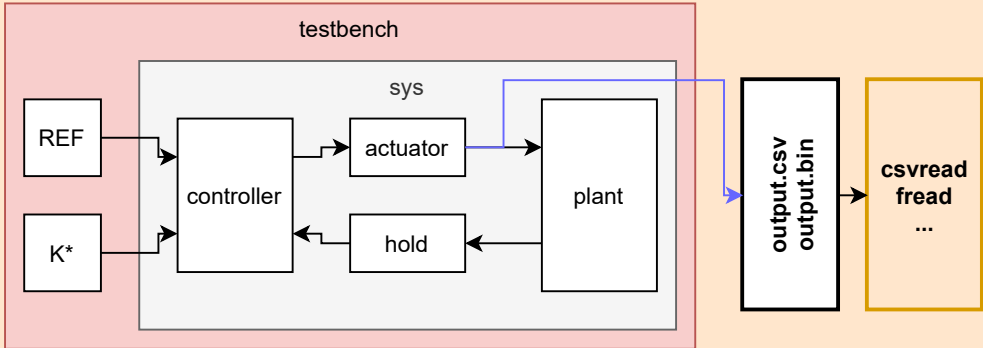 testbench
sys
REF
K*
controller
actuator
hold
plant
output.csv
output.bin
csvread
fread
...